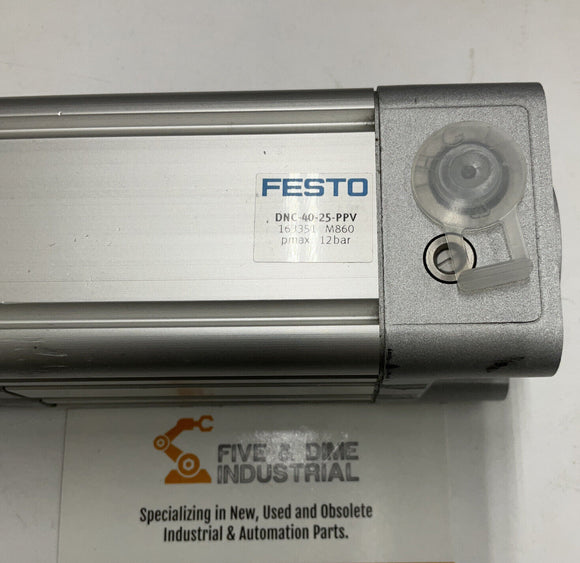 FESTO
DNC-40-25-PPV
163351 M860
pmax 12bar
FIVE & DIME
INDUSTRIAL
Specializing in New, Used and Obsolete
Industrial & Automation Parts.